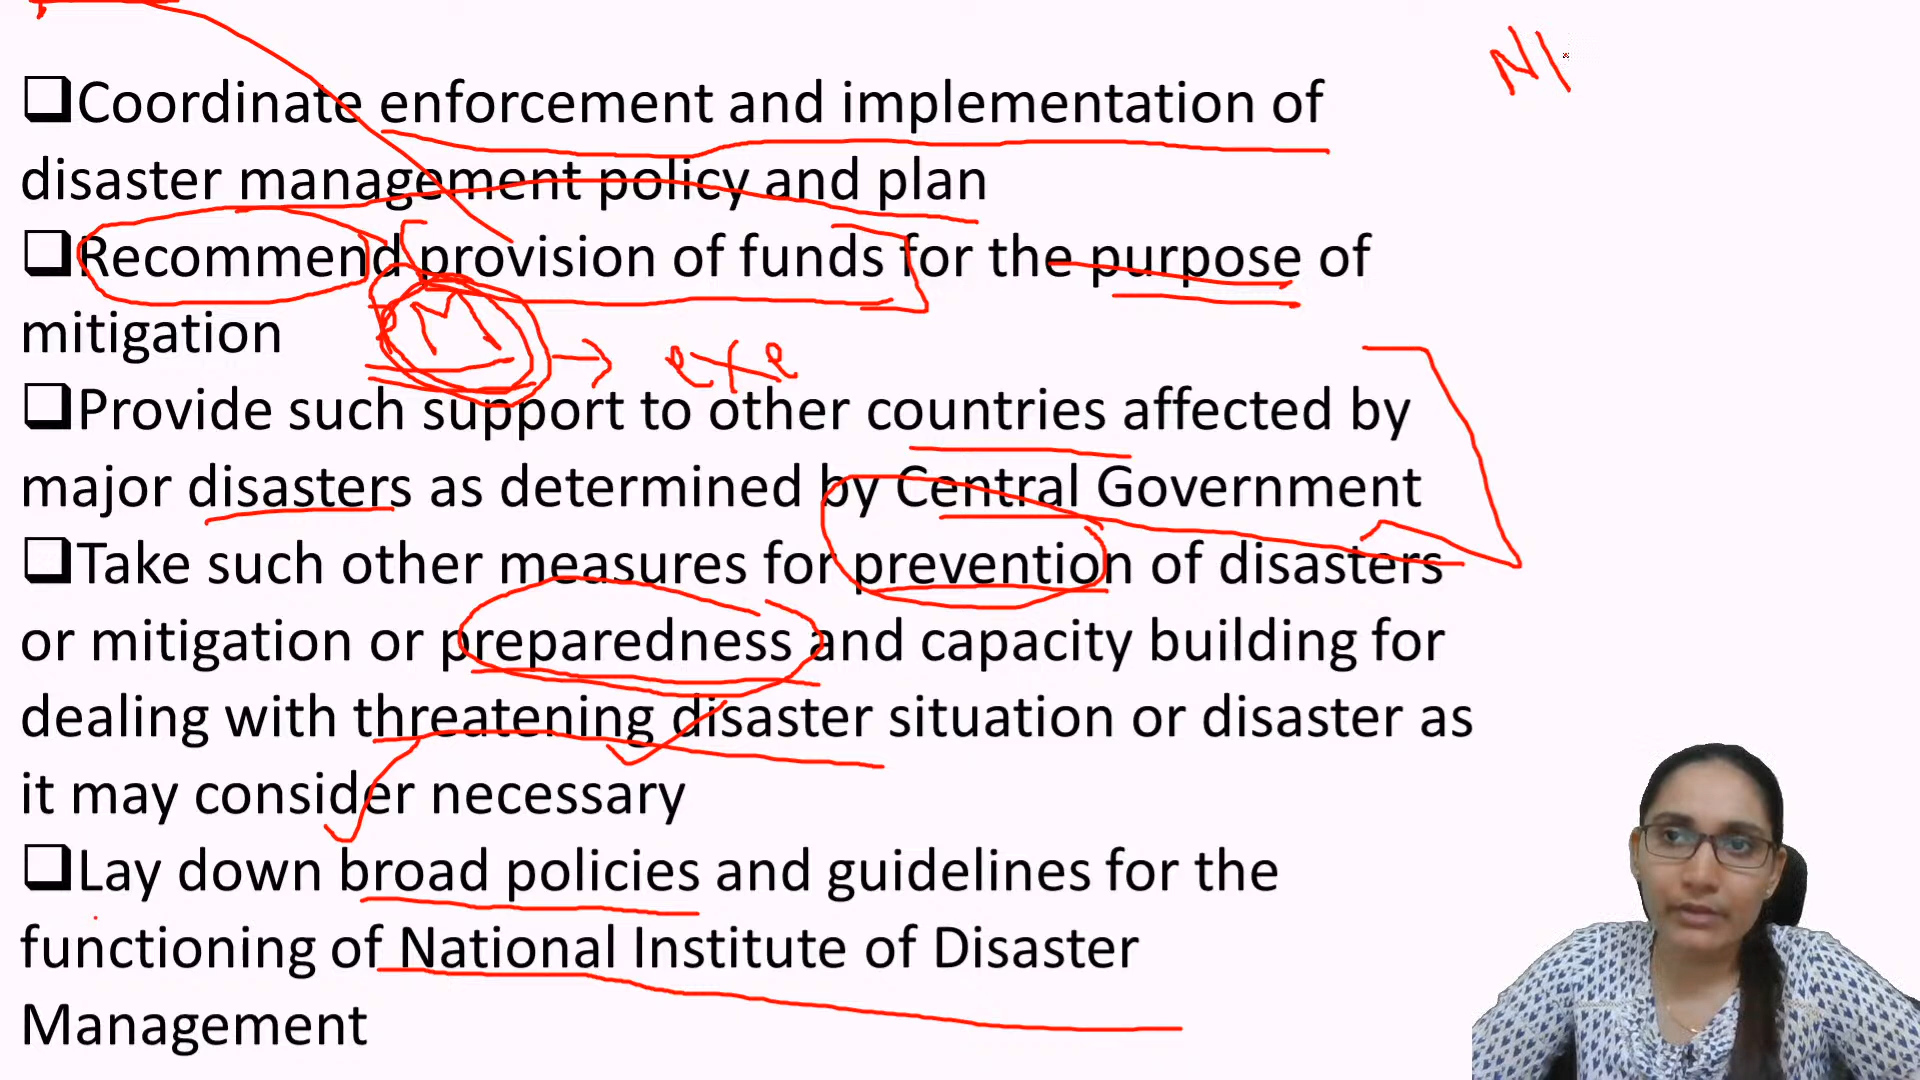 NI
Coordinate enforcement and implementation of
disaster management policy and plan
Recommend provision of funds for the purpose of
mitigation
M → exe
Provide such support to other countries affected by
major disasters as determined by Central Government
Take such other measures for prevention of disasters
or mitigation or preparedness and capacity building for
dealing with threatening disaster situation or disaster as
it may consider necessary
Lay down broad policies and guidelines for the
functioning of National Institute of Disaster
Management